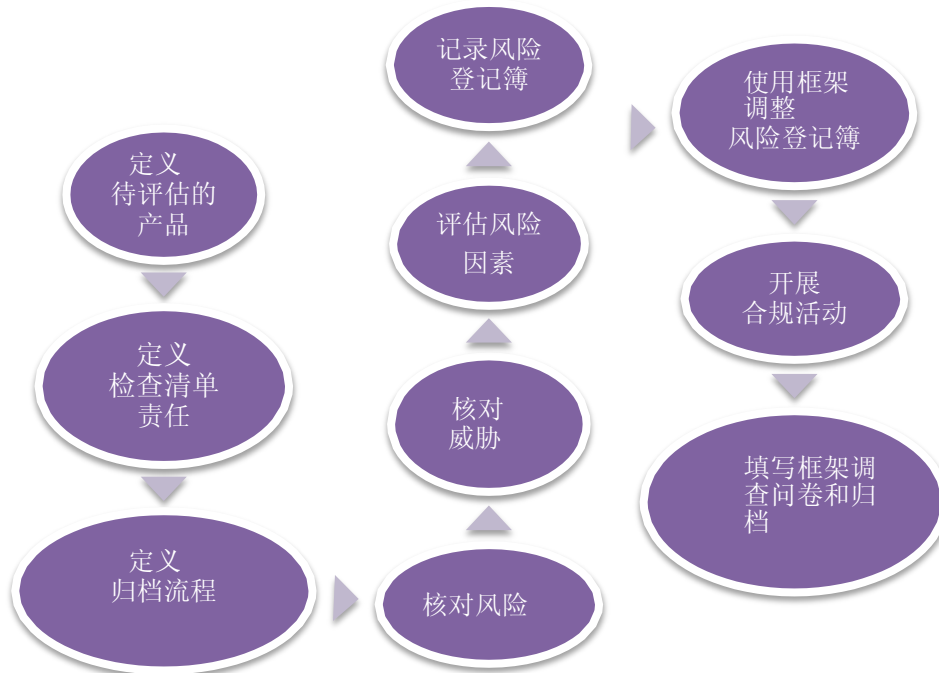 定义
待评估的
产品
定义
检查清单
责任
定义
归档流程
核对风险
核对
威胁
评估风险
因素
记录风险
登记簿
使用框架
调整
风险登记簿
开展
合规活动
填写框架调
查问卷和归
档